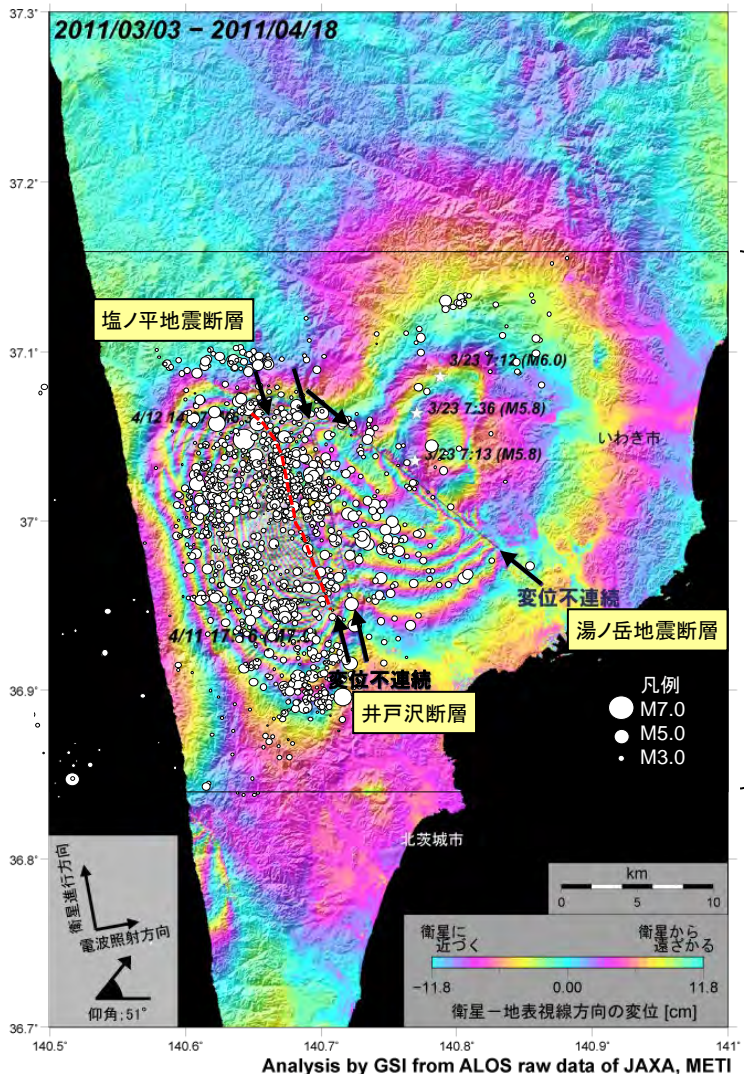 37.3˚
2011/03/03 − 2011/04/18
37.2˚
塩ノ平地震断層
37.1˚
3/23 7:12 (M6.0)
3/23 7:36 (M5.8)
いわき市
3/23 7:13 (M5.8)
37˚
変位不連続
湯ノ岳地震断層
変位不連続
36.9˚
井戸沢断層
凡例
M7.0
M5.0
M3.0
北茨城市
36.8˚
衛星進行方向
電波照射方向
仰角:51°
km
0 5 10
衛星に
近づく
衛星から
遠ざかる
−11.8 0.00 11.8
衛星ー地表視線方向の変位 [cm]
36.7˚
140.5˚ 140.6˚ 140.7˚ 140.8˚ 140.9˚ 141˚
Analysis by GSI from ALOS raw data of JAXA, METI